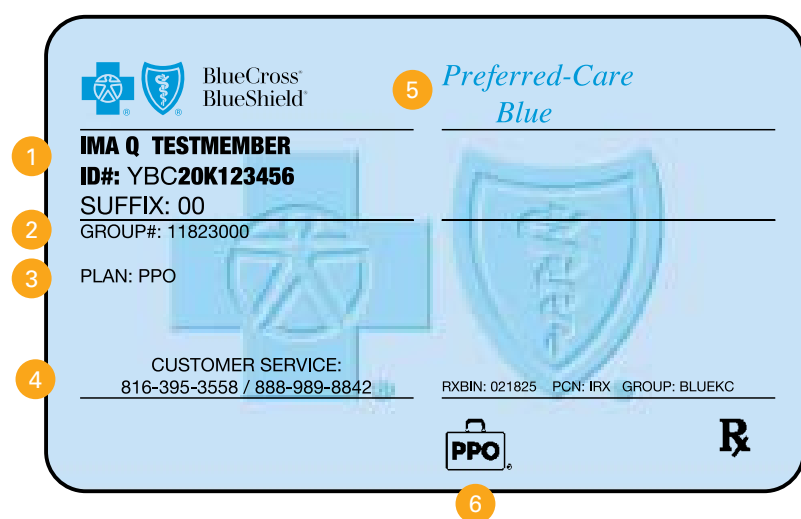 BlueCross®
BlueShield®
5
Preferred-Care
Blue
1
IMA Q TESTMEMBER
ID#: YBC20K123456
SUFFIX: 00
2
GROUP#: 11823000
3
PLAN: PPO
4
CUSTOMER SERVICE:
816-395-3558 / 888-989-8842
RXBIN: 021825 PCN: IRX GROUP: BLUEKC
PPO®
Rx
6